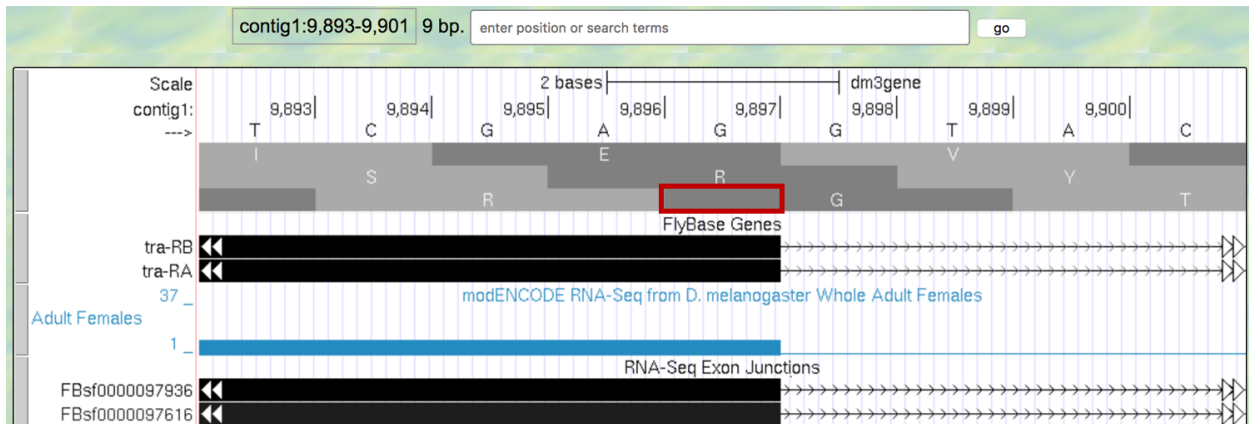 contig1:9,893-9,901 9 bp. enter position or search terms go
Scale 2 bases dm3gene
contig1: 9,893 9,894 9,895 9,896 9,897 9,898 9,899 9,900
---> T C G A G G T A C
I E V
S R Y
R G T
FlyBase Genes
tra-RB
tra-RA
37 _ modENCODE RNA-Seq from D. melanogaster Whole Adult Females
Adult Females
1 _
RNA-Seq Exon Junctions
FBsf0000097936
FBsf0000097616